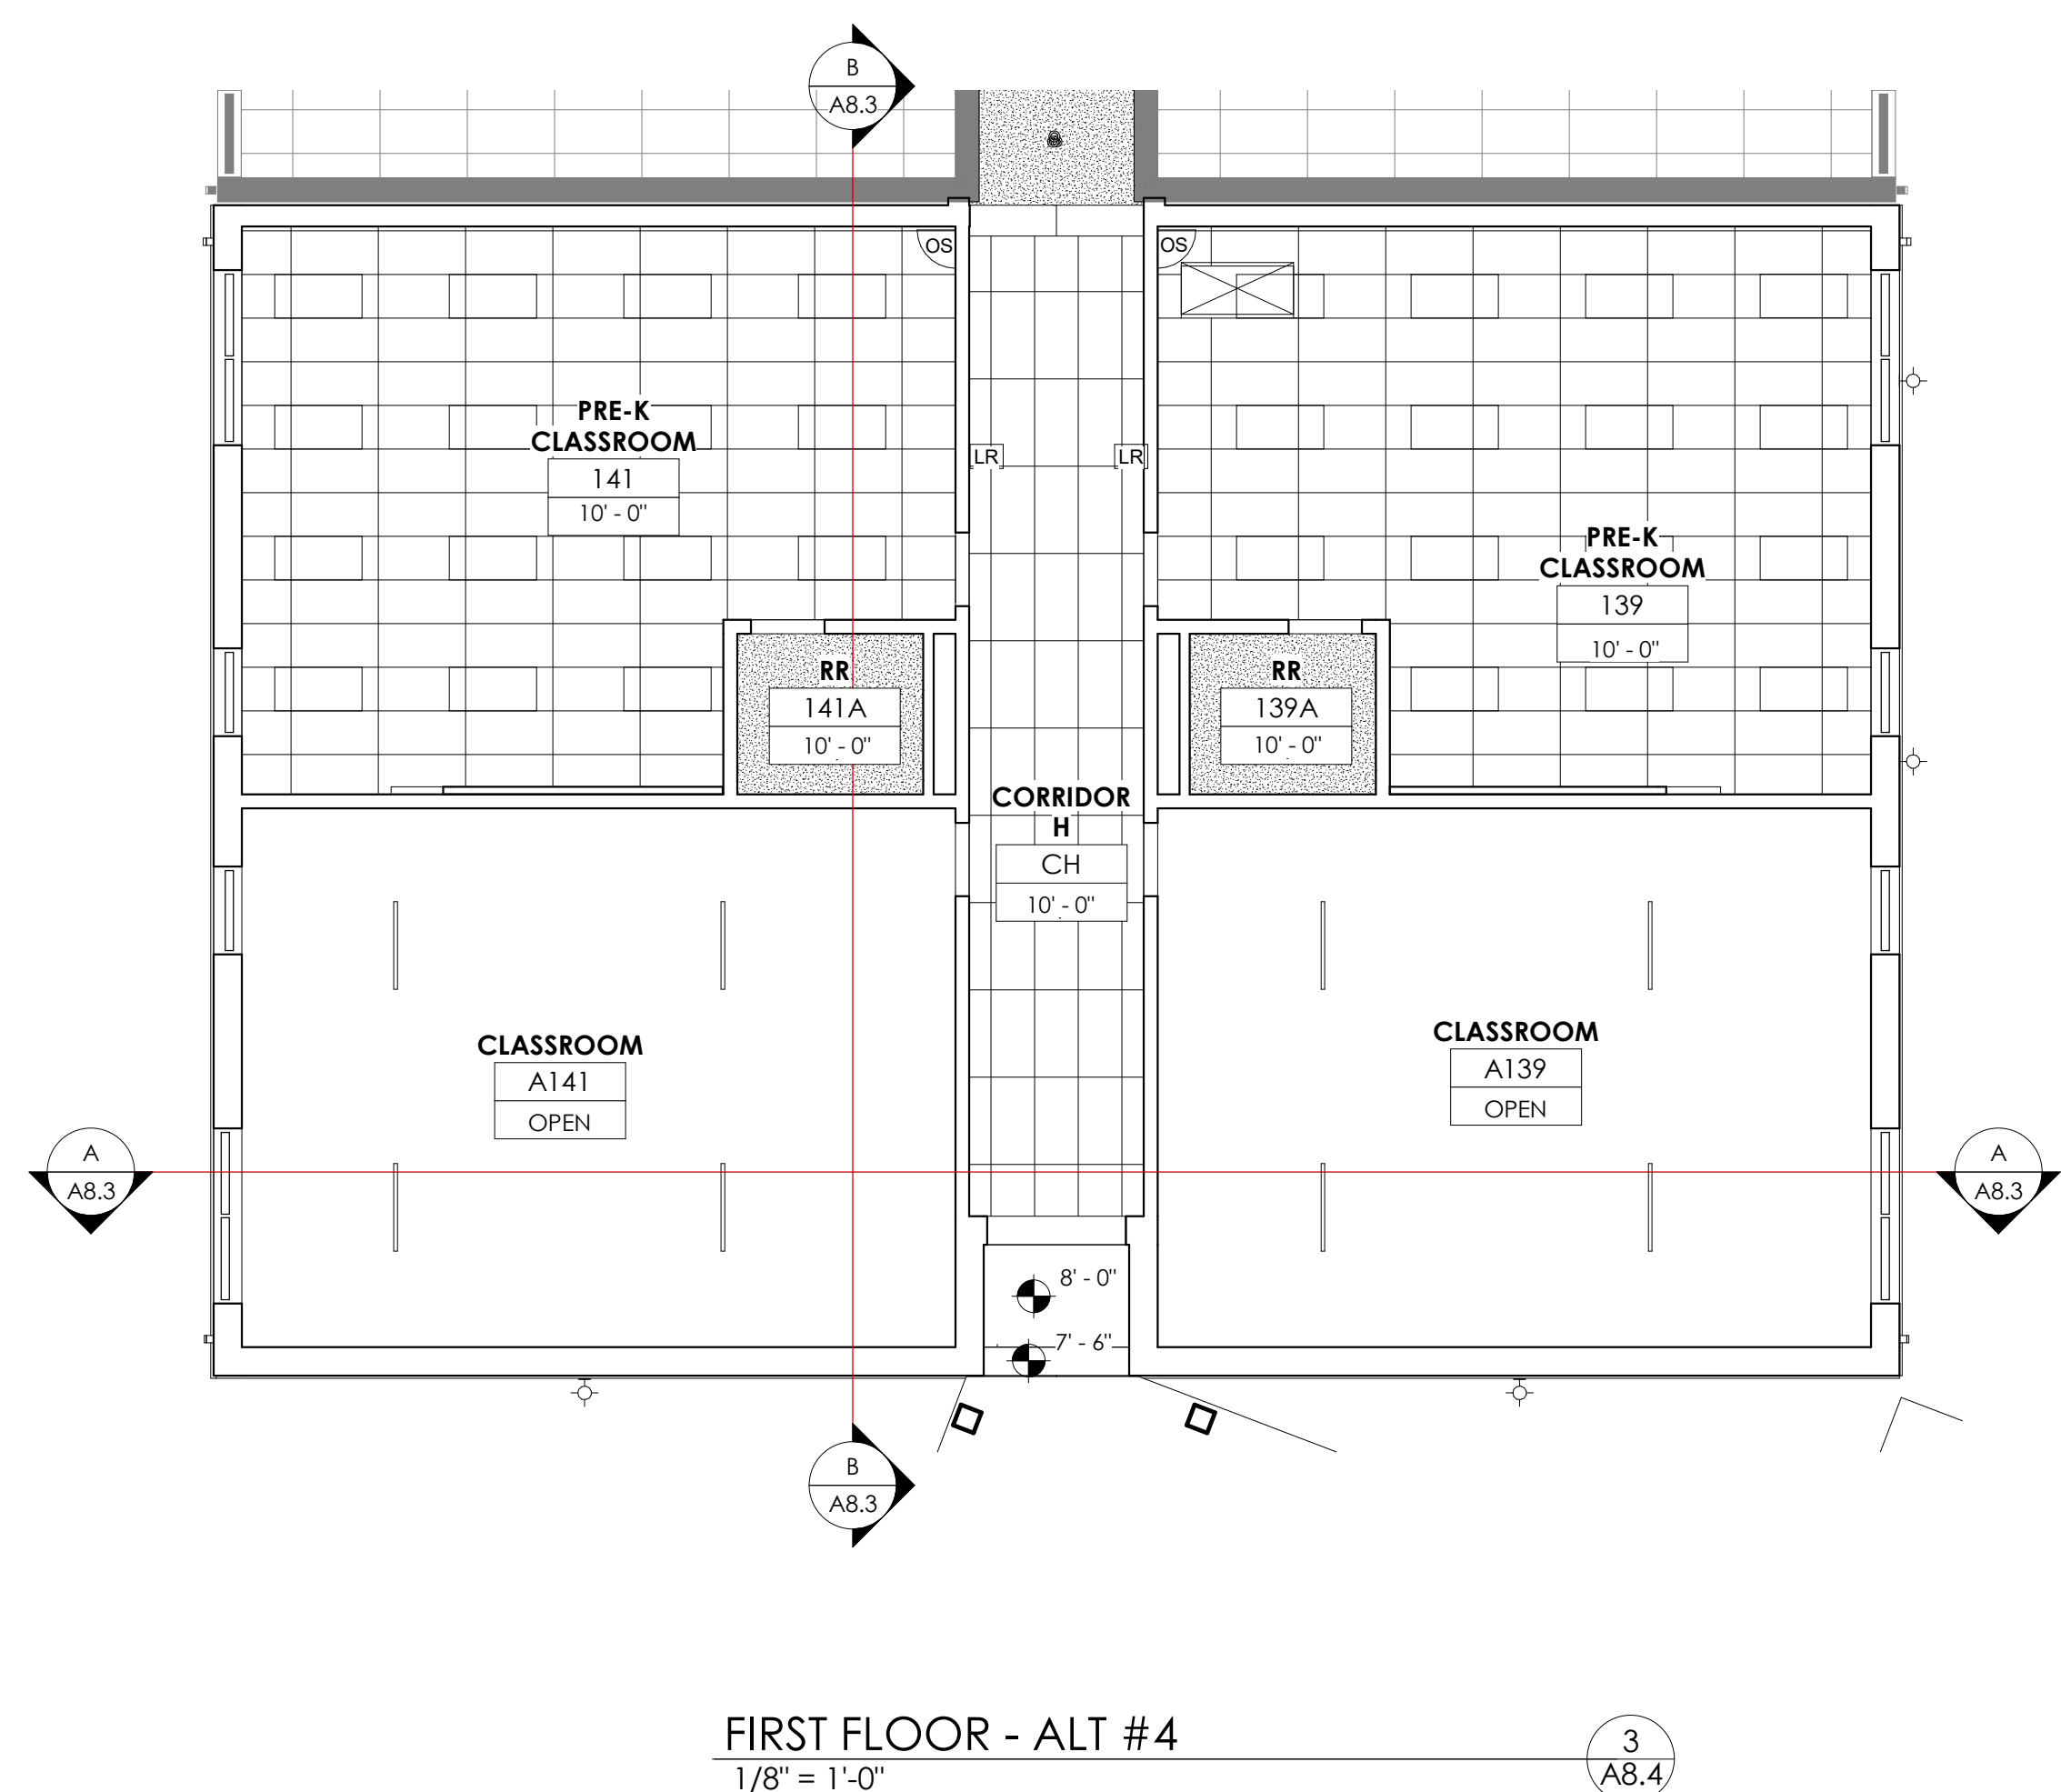 B
A8.3
OS
OS
PRE-K
CLASSROOM
141
10' - 0"
LR
LR
PRE-K
CLASSROOM
139
10' - 0"
RR
141A
10' - 0"
RR
139A
10' - 0"
CORRIDOR
H
CH
10' - 0"
CLASSROOM
A141
OPEN
CLASSROOM
A139
OPEN
A
A8.3
A
A8.3
8' - 0"
7' - 6"
B
A8.3
FIRST FLOOR - ALT #4
1/8" = 1'-0"
3
A8.4